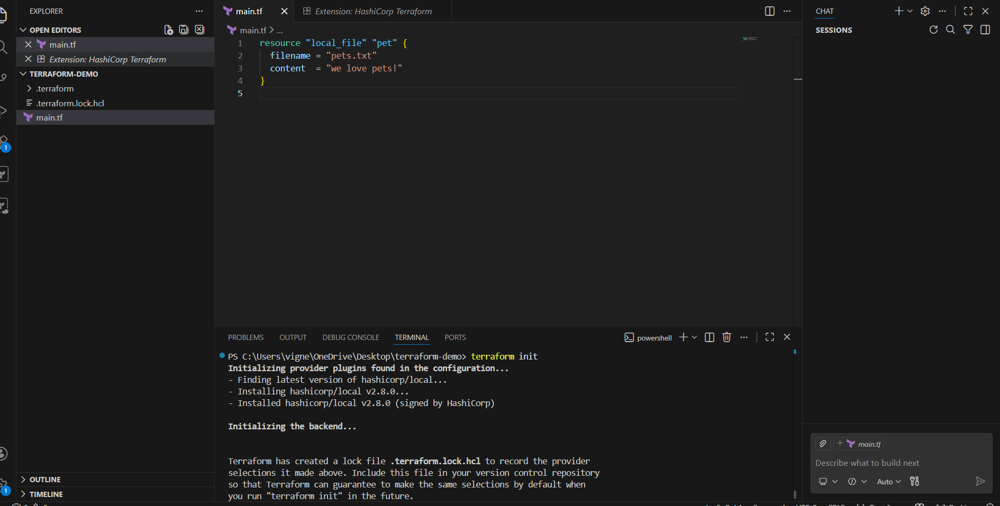 EXPLORER
OPEN EDITORS
main.tf
Extension: HashiCorp Terraform
TERRAFORM-DEMO
.terraform
.terraform.lock.hcl
main.tf
1
OUTLINE
1
TIMELINE
main.tf
Extension: HashiCorp Terraform
main.tf > ...
1 resource "local_file" "pet" {
2   filename = "pets.txt"
3   content  = "we love pets!"
4 }
5
PROBLEMS OUTPUT DEBUG CONSOLE TERMINAL PORTS
powershell
PS C:\Users\vigne\OneDrive\Desktop\terraform-demo> terraform init
Initializing provider plugins found in the configuration...
- Finding latest version of hashicorp/local...
- Installing hashicorp/local v2.8.0...
- Installed hashicorp/local v2.8.0 (signed by HashiCorp)
Initializing the backend...
Terraform has created a lock file .terraform.lock.hcl to record the provider
selections it made above. Include this file in your version control repository
so that Terraform can guarantee to make the same selections by default when
you run "terraform init" in the future.
CHAT
SESSIONS
main.tf
Describe what to build next
Auto